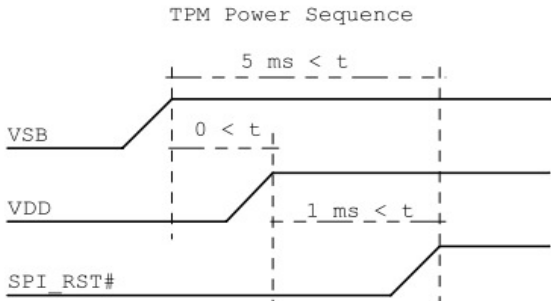 TPM Power Sequence
5 ms < t
VSB
0 < t
VDD
1 ms < t
SPI_RST#